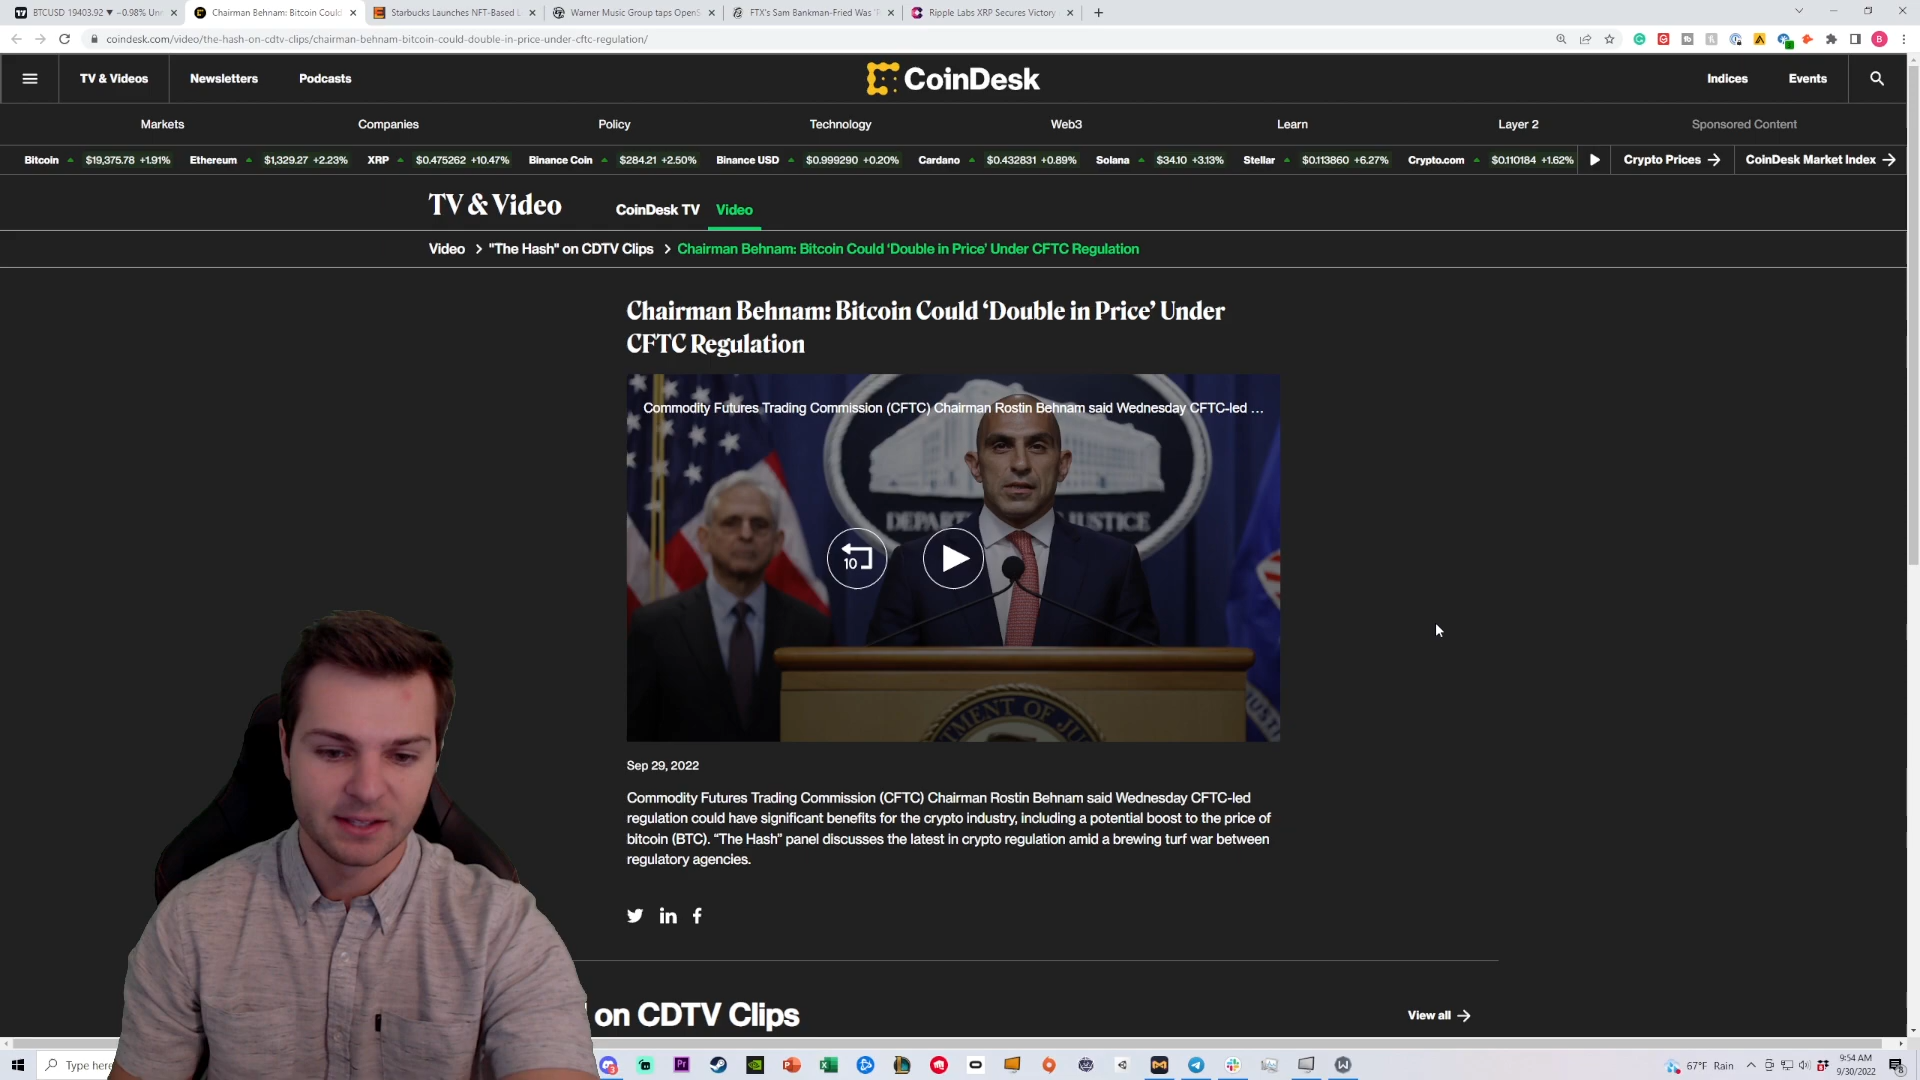 BTCUSD 19403.92 ▼ −0.98% Un
Chairman Behnam: Bitcoin Could
Starbucks Launches NFT-Based L
Warner Music Group taps OpenS
FTX's Sam Bankman-Fried Was 'F
Ripple Labs XRP Secures Victory
coindesk.com/video/the-hash-on-cdtv-clips/chairman-behnam-bitcoin-could-double-in-price-under-cftc-regulation/
TV & Videos
Newsletters
Podcasts
CoinDesk
Indices
Events
Markets
Companies
Policy
Technology
Web3
Learn
Layer 2
Sponsored Content
Bitcoin $19,375.78 +1.91%
Ethereum $1,329.27 +2.23%
XRP $0.475262 +10.47%
Binance Coin $284.21 +2.50%
Binance USD $0.999290 +0.20%
Cardano $0.432831 +0.89%
Solana $34.10 +3.13%
Stellar $0.113860 +6.27%
Crypto.com $0.110184 +1.62%
Crypto Prices
CoinDesk Market Index
TV & Video
CoinDesk TV
Video
Video > "The Hash" on CDTV Clips > Chairman Behnam: Bitcoin Could ‘Double in Price’ Under CFTC Regulation
Chairman Behnam: Bitcoin Could ‘Double in Price’ Under
CFTC Regulation
Commodity Futures Trading Commission (CFTC) Chairman Rostin Behnam said Wednesday CFTC-led ...
DEPAR
JUSTICE
10
TMENT OF JU
Sep 29, 2022
Commodity Futures Trading Commission (CFTC) Chairman Rostin Behnam said Wednesday CFTC-led
regulation could have significant benefits for the crypto industry, including a potential boost to the price of
bitcoin (BTC). “The Hash” panel discusses the latest in crypto regulation amid a brewing turf war between
regulatory agencies.
on CDTV Clips
View all
Type here
67°F Rain
9:54 AM
9/30/2022